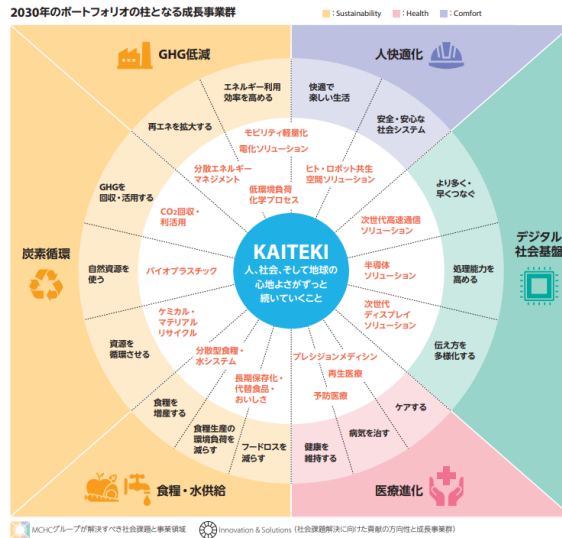 2030年のポートフォリオの柱となる成長事業群
: Sustainability
: Health
: Comfort
GHG低減
人快適化
エネルギー利用
効率を高める
快適で
楽しい生活
再エネを拡大する
安全・安心な
社会システム
モビリティ軽量化
電化ソリューション
分散エネルギー
マネジメント
ヒト・ロボット共生
空間ソリューション
低環境負荷
化学プロセス
GHGを
回収・活用する
より多く・
早くつなぐ
CO₂回収・
利活用
次世代高速通信
ソリューション
炭素循環
デジタル
社会基盤
KAITEKI
人、社会、そして地球の
心地よさがずっと
続いていくこと
自然資源を
使う
バイオプラスチック
半導体
ソリューション
処理能力を
高める
ケミカル・
マテリアル
リサイクル
次世代
ディスプレイ
ソリューション
資源を
循環させる
伝え方を
多様化する
分散型食糧・
水システム
プレシジョンメディシン
再生医療
長期保存化・
代替食品・
おいしさ
予防医療
食糧を
増産する
ケアする
食糧生産の
環境負荷を
減らす
病気を治す
フードロスを
減らす
健康を
維持する
食糧・水供給
医療進化
MCHCグループが解決すべき社会課題と事業領域
Innovation & Solutions (社会課題解決に向けた貢献の方向性と成長事業群)